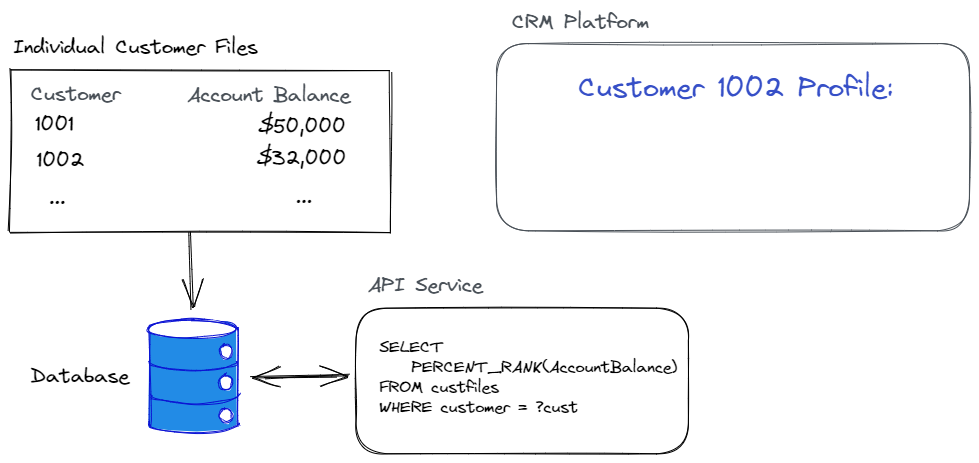 CRM Platform
Individual Customer Files
Customer 1002 Profile:
Customer Account Balance
1001 $50,000
1002 $32,000
... ...
API Service
SELECT
PERCENT_RANK(AccountBalance)
FROM custfiles
WHERE customer = ?cust
Database